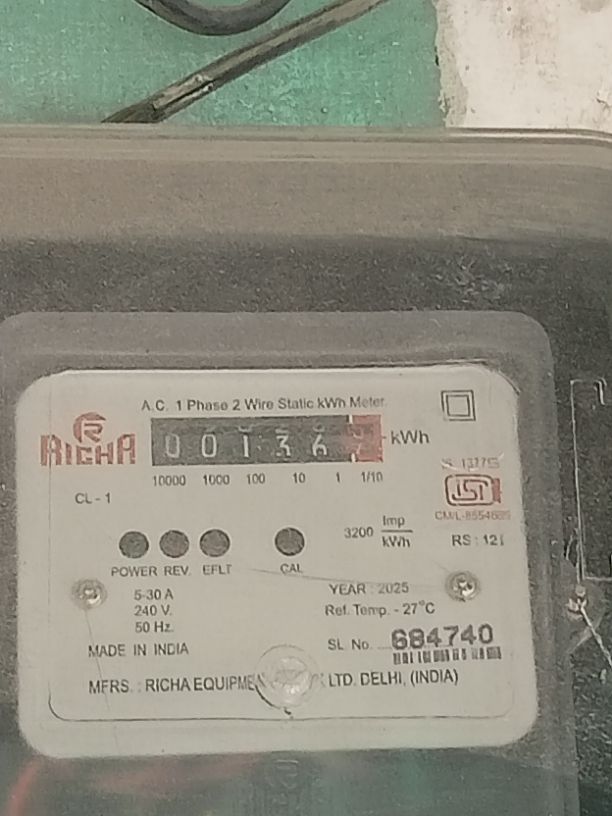 A.C. 1 Phase 2 Wire Static kWh Meter
RICHA
0 0 1 3 6 kWh
10000 1000 100 10 1 1/10
CL - 1
ISI
3200 Imp/kWh
RS : 121
POWER REV. EFLT CAL
5-30 A
240 V.
50 Hz.
YEARː 2025
Ref. Temp. - 27°C
MADE IN INDIA
SL. No. 684740
MFRS. : RICHA LTD. DELHI, (INDIA)